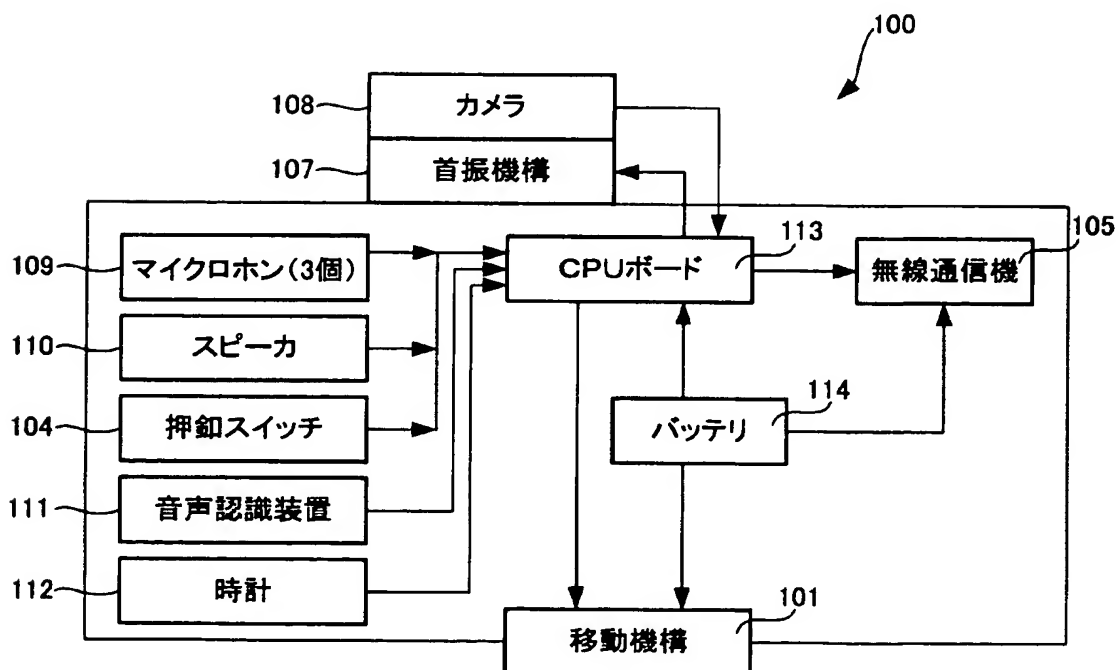 100
108
カメラ
107
首振機構
109
マイクロホン(3個)
CPUボード
113
無線通信機
105
110
スピーカ
104
押釦スイッチ
バッテリ
114
111
音声認識装置
112
時計
移動機構
101